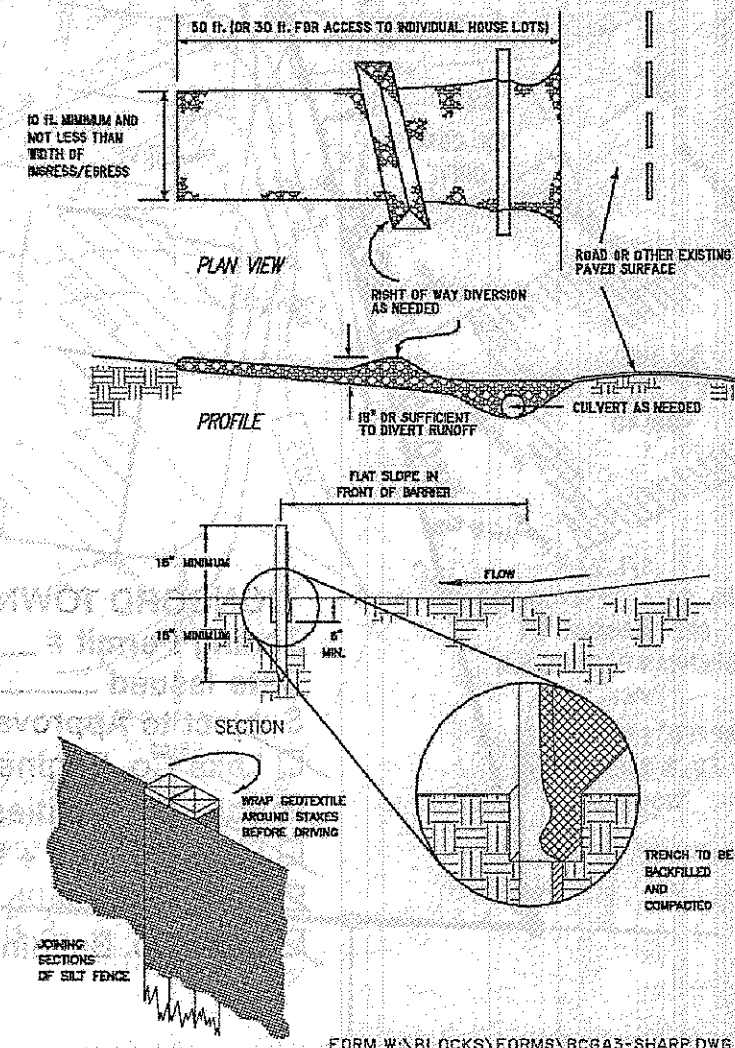 50 ft. (OR 30 ft. FOR ACCESS TO INDIVIDUAL HOUSE LOTS)
10 ft. MINIMUM AND
NOT LESS THAN
WIDTH OF
INGRESS/EGRESS
PLAN VIEW
RIGHT OF WAY DIVERSION
AS NEEDED
ROAD OR OTHER EXISTING
PAVED SURFACE
PROFILE
18" OR SUFFICIENT
TO DIVERT RUNOFF
CULVERT AS NEEDED
FLAT SLOPE IN
FRONT OF BARRIER
16" MINIMUM
FLOW
16" MINIMUM
6"
MIN.
SECTION
WRAP GEOTEXTILE
AROUND STAKES
BEFORE DRIVING
TRENCH TO BE
BACKFILLED
AND
COMPACTED
JOINING
SECTIONS
OF SILT FENCE
FORM W:\BLOCKS\FORMS\RCGA3-SHARP.DWG